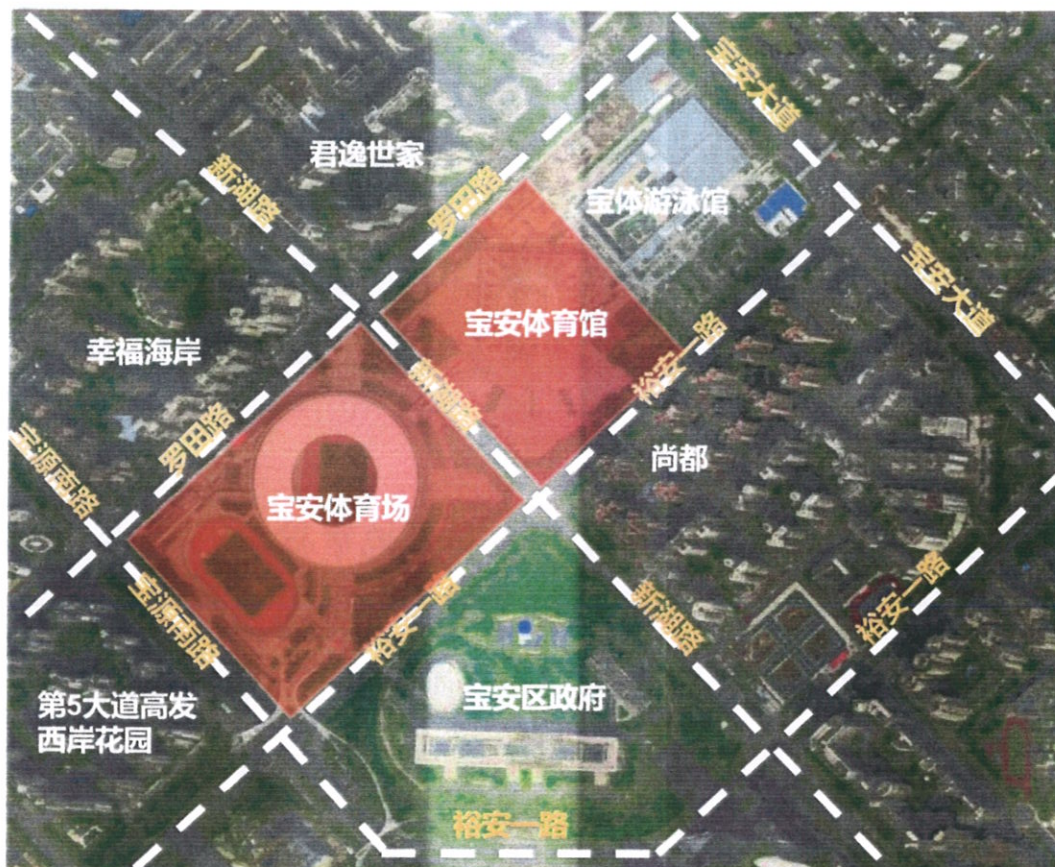 宝安大道
君逸世家
新湖路
罗田路
宝体游泳馆
宝安大道
宝安体育馆
幸福海岸
裕安一路
新湖路
罗田路
宝源南路
尚都
宝安体育场
裕安一路
宝源南路
新湖路
裕安一路
宝安区政府
第5大道高发
西岸花园
裕安一路